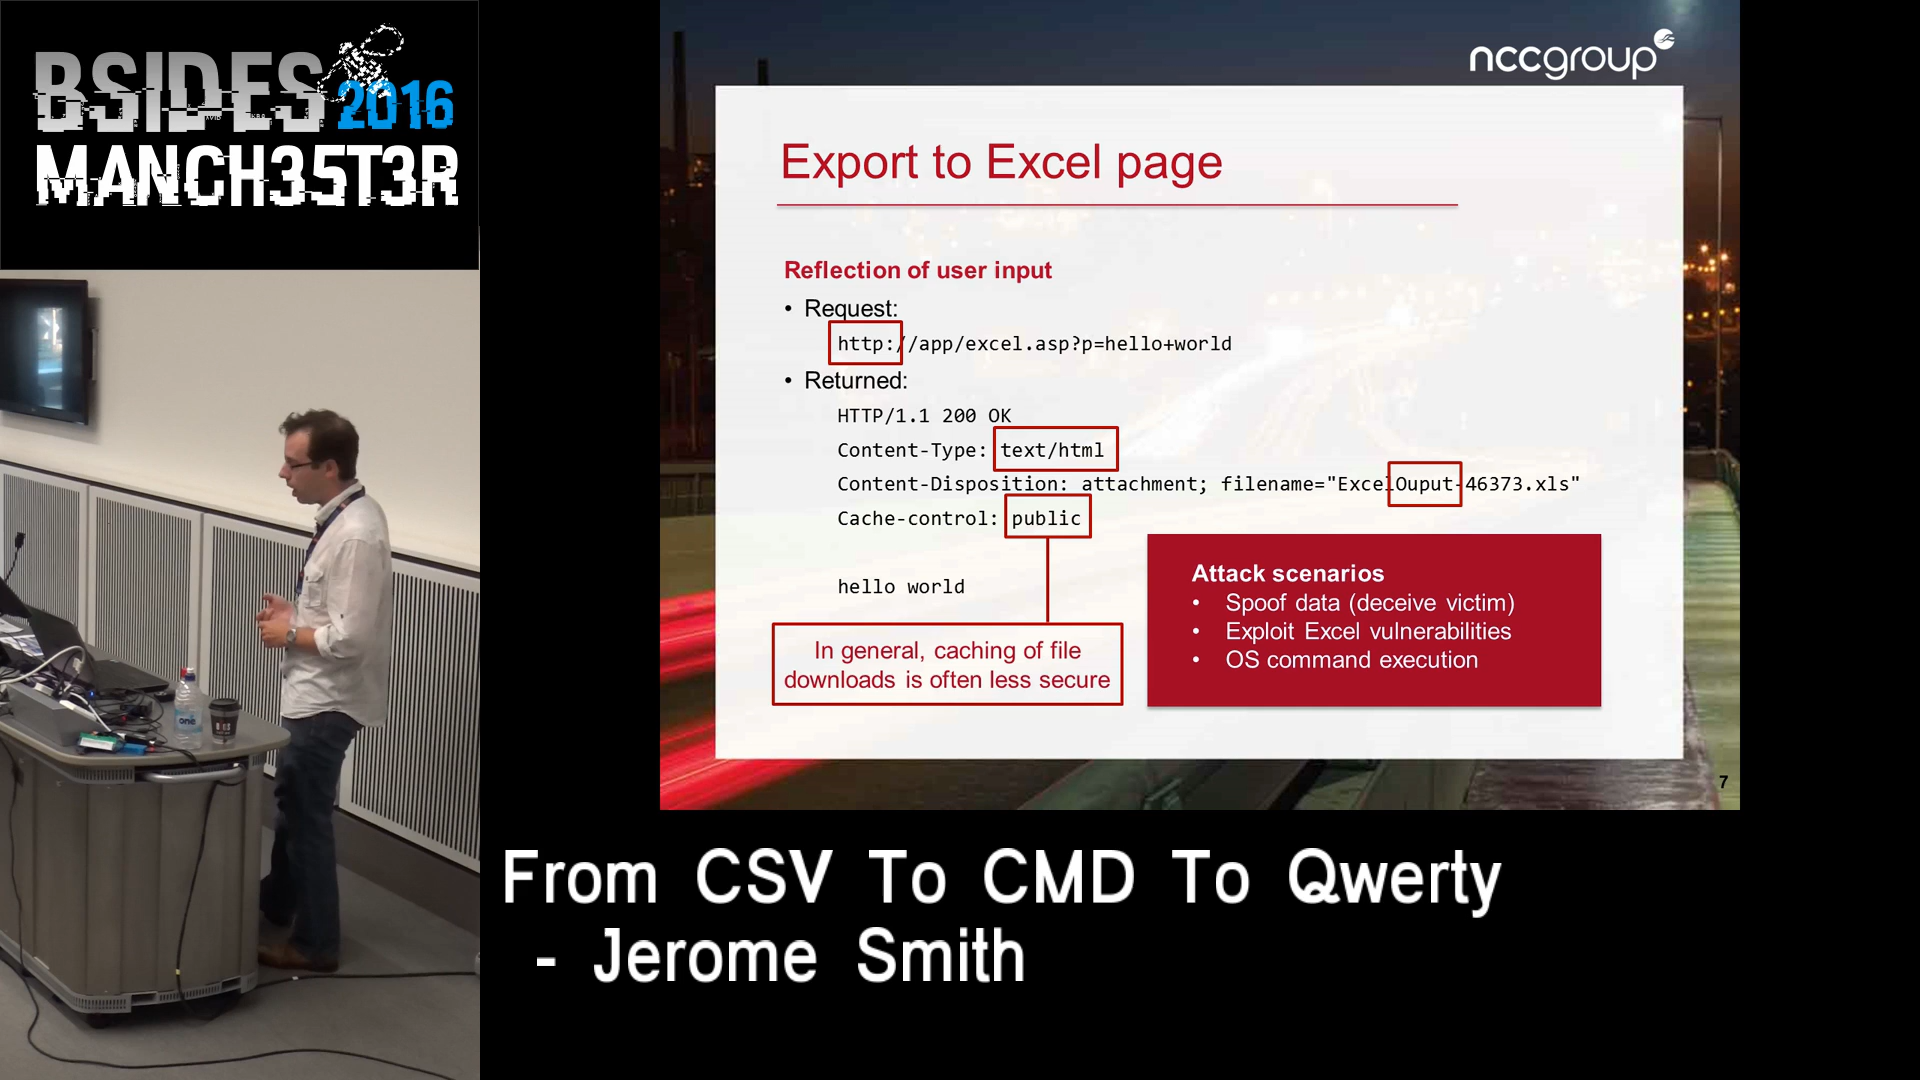 BSIDES 2016
MANCH35T3R
nccgroup
Export to Excel page
Reflection of user input
• Request:
http://app/excel.asp?p=hello+world
• Returned:
HTTP/1.1 200 OK
Content-Type: text/html
Content-Disposition: attachment; filename="ExcelOuput-46373.xls"
Cache-control: public
hello world
In general, caching of file
downloads is often less secure
Attack scenarios
• Spoof data (deceive victim)
• Exploit Excel vulnerabilities
• OS command execution
7
one
From CSV To CMD To Qwerty
- Jerome Smith